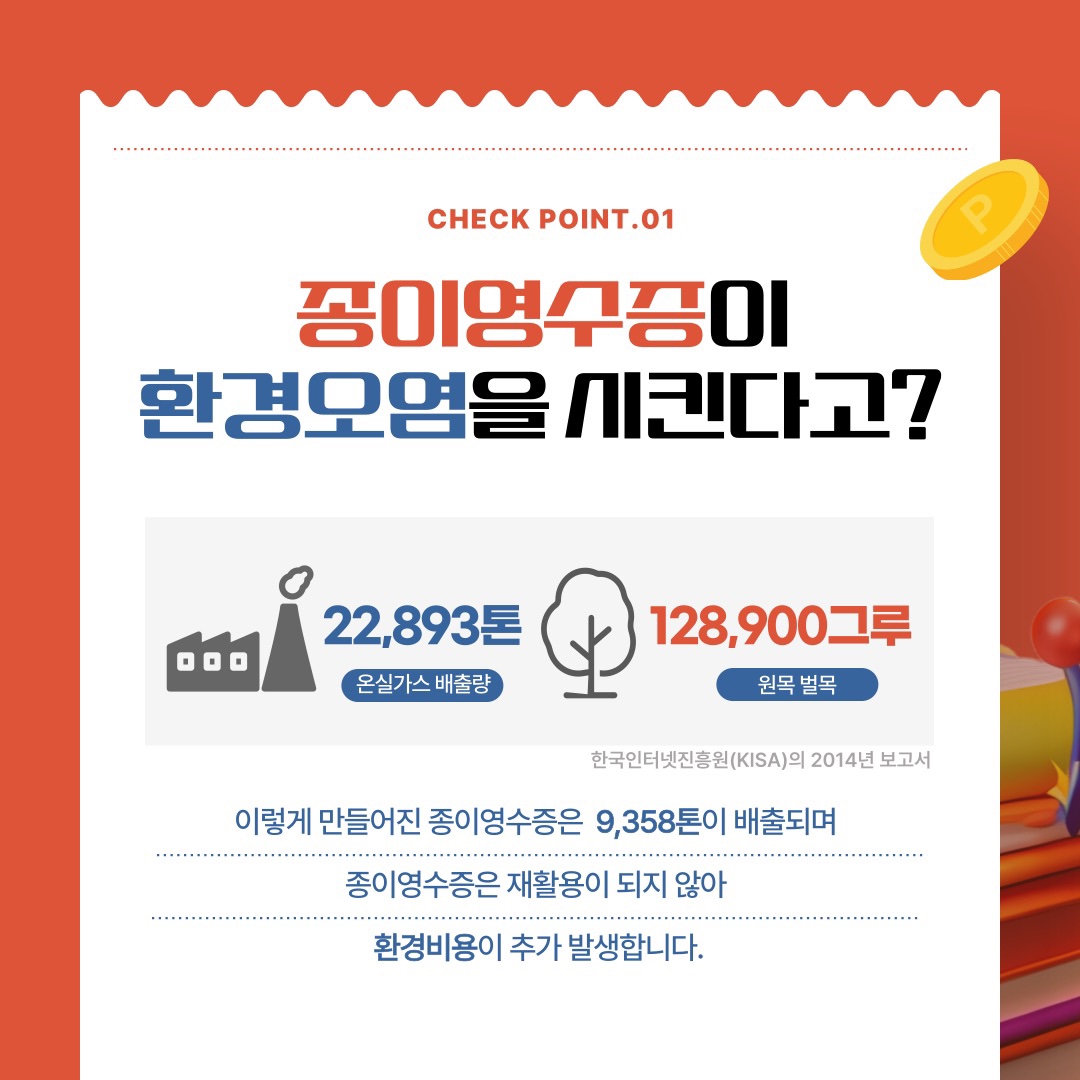 CHECK POINT.01
P
종이영수증이
환경오염을 시킨다고?
22,893톤
온실가스 배출량
128,900그루
원목 벌목
한국인터넷진흥원(KISA)의 2014년 보고서
이렇게 만들어진 종이영수증은 9,358톤이 배출되며
종이영수증은 재활용이 되지 않아
환경비용이 추가 발생합니다.